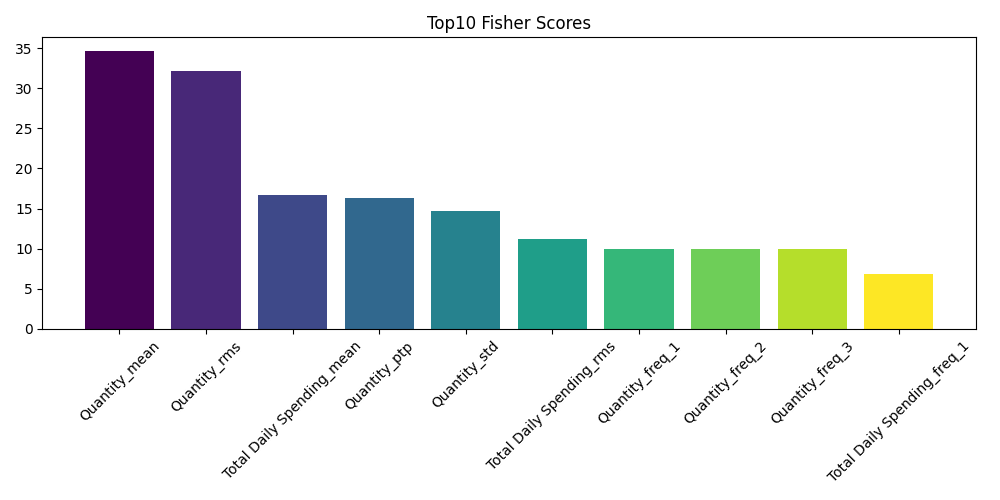 Top10 Fisher Scores
35
30
25
20
15
10
5
0
Quantity_mean
Quantity_rms
Total Daily Spending_mean
Quantity_ptp
Quantity_std
Total Daily Spending_rms
Quantity_freq_1
Quantity_freq_2
Quantity_freq_3
Total Daily Spending_freq_1